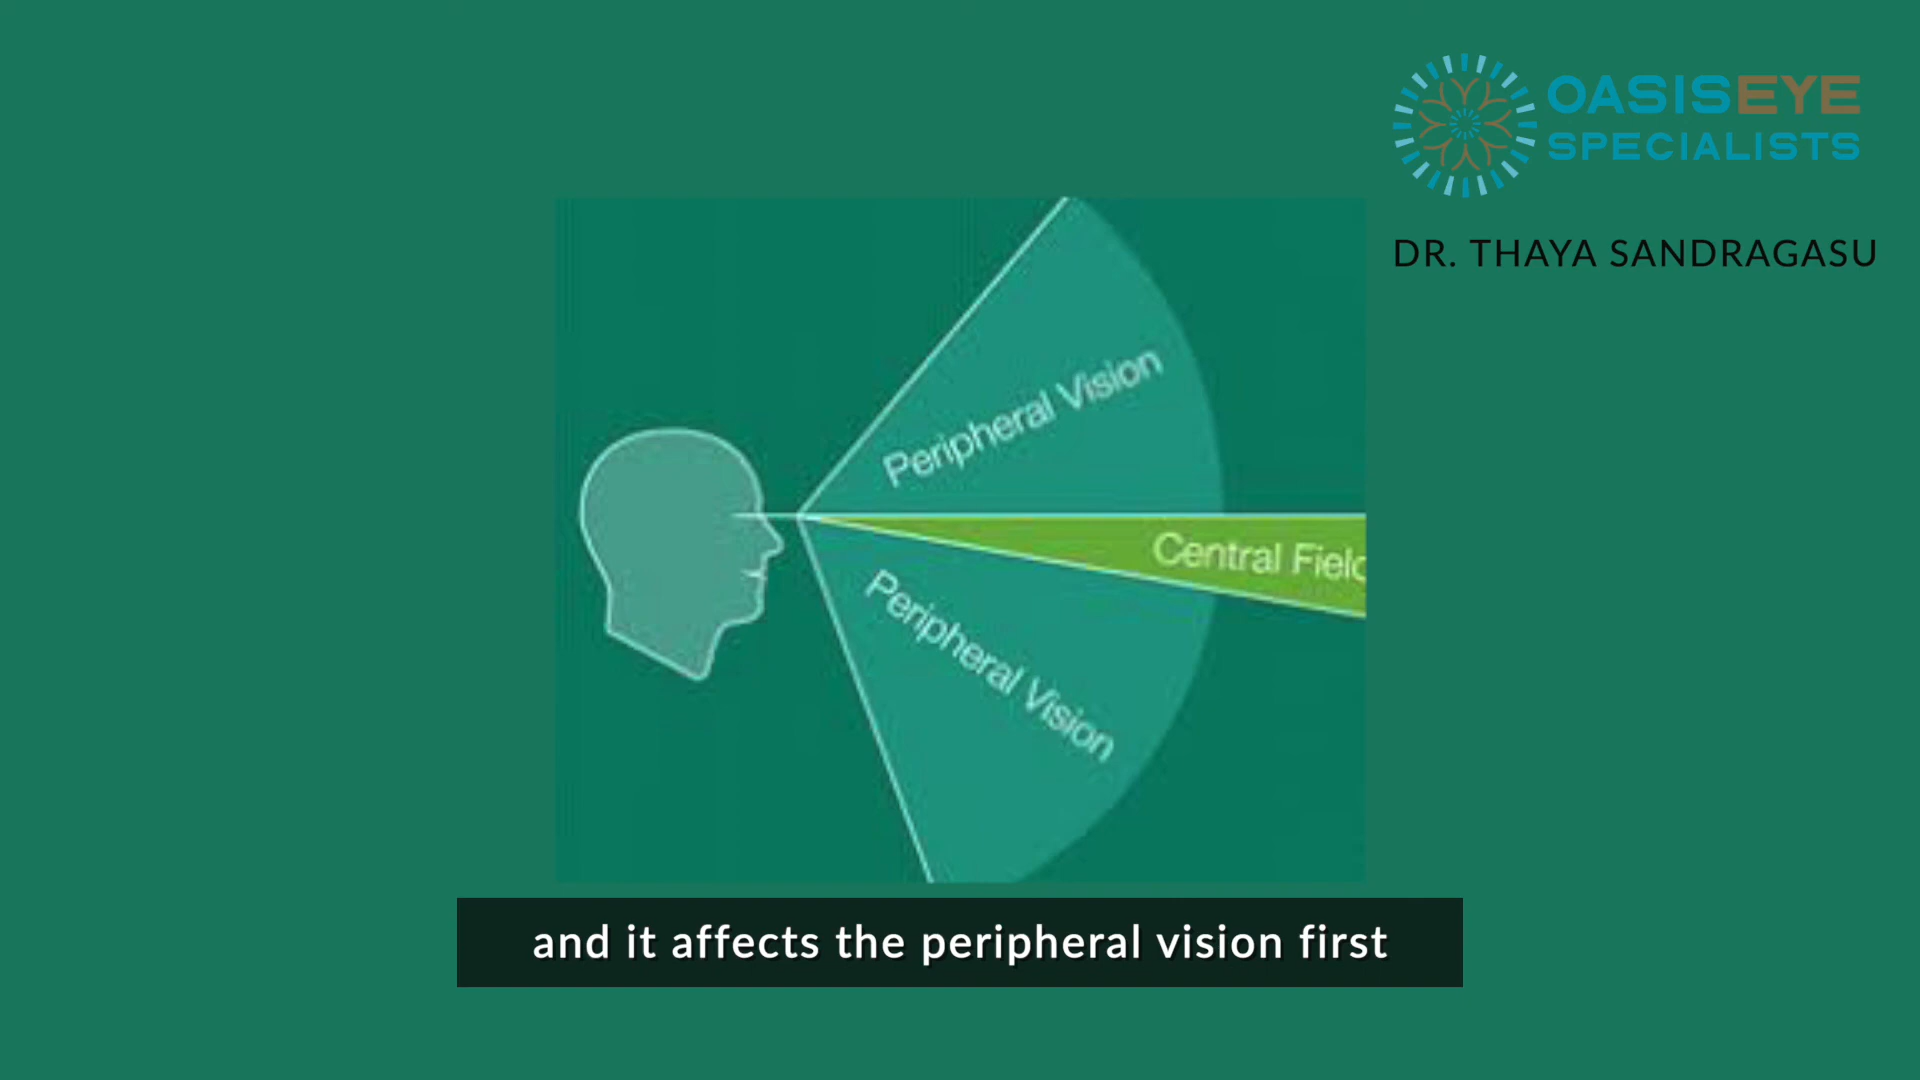 OASISEYE
SPECIALISTS
DR. THAYA SANDRAGASU
Peripheral Vision
Central Field
Peripheral Vision
and it affects the peripheral vision first